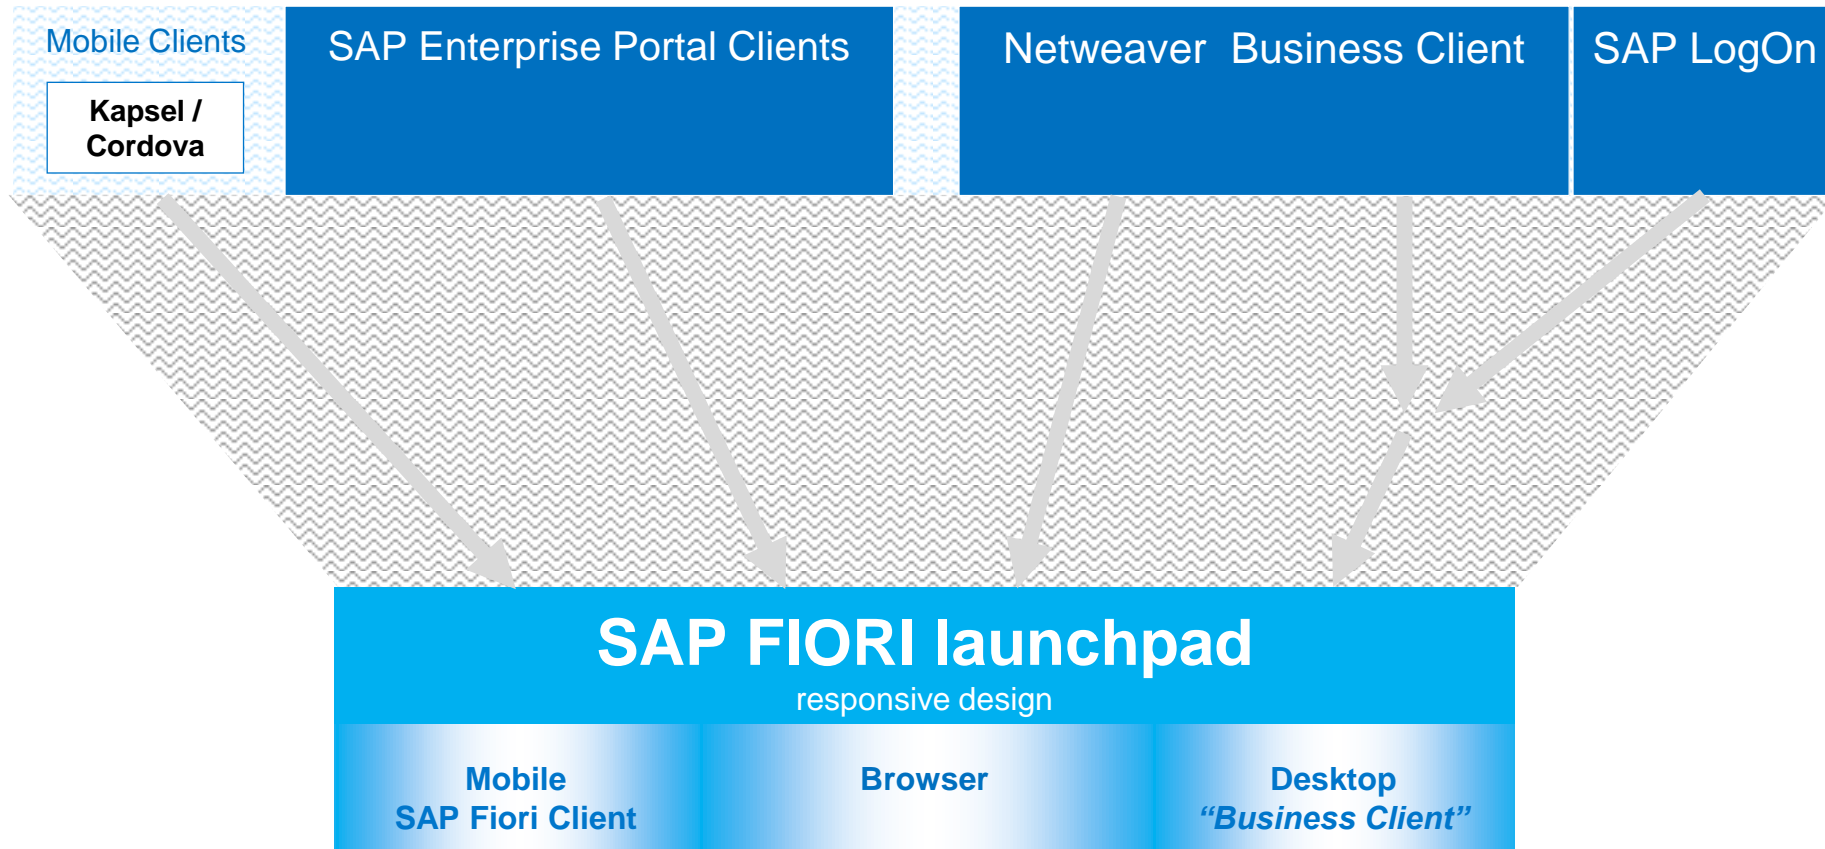 Mobile Clients
Kapsel /
Cordova
SAP Enterprise Portal Clients
Netweaver  Business Client
SAP LogOn
SAP FIORI launchpad
responsive design
Mobile
SAP Fiori Client
Browser
Desktop
“Business Client”